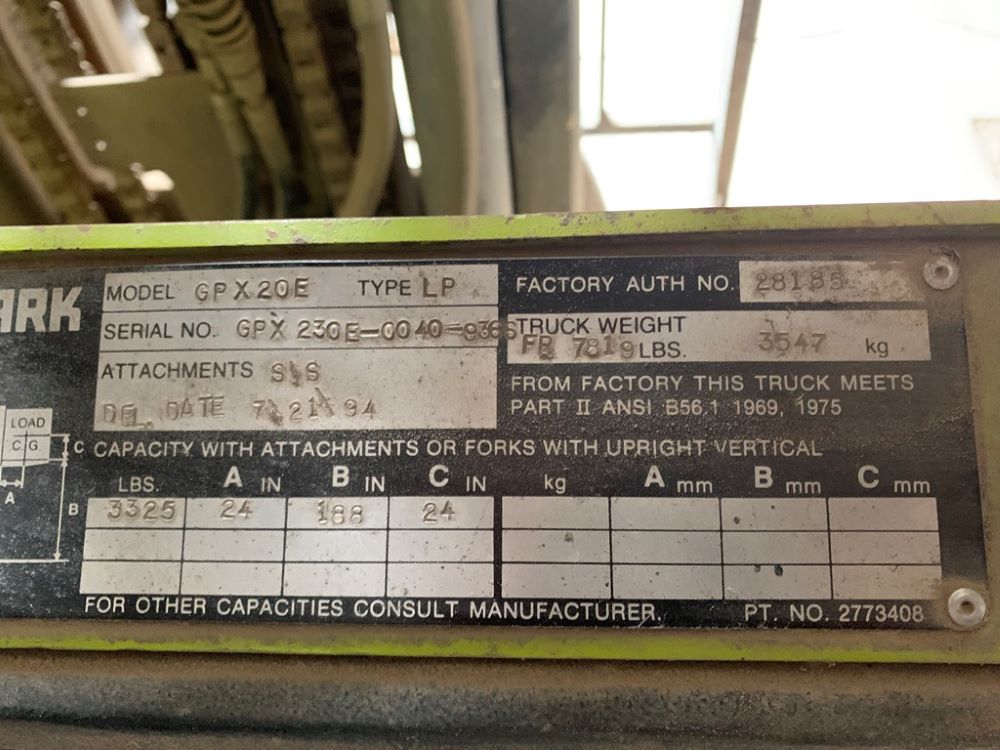 ARK
MODEL GPX20E TYPE LP
SERIAL NO. GPX 230E-0040-9366
ATTACHMENTS S\S
DEL. DATE 7\21\94
FACTORY AUTH NO. 28185
TRUCK WEIGHT
FR 7819 LBS. 3547 kg
FROM FACTORY THIS TRUCK MEETS
PART II ANSI B56.1 1969, 1975
LOAD
C G
A
B
C
CAPACITY WITH ATTACHMENTS OR FORKS WITH UPRIGHT VERTICAL
LBS. A IN B IN C IN kg A mm B mm C mm
3325 24 188 24
FOR OTHER CAPACITIES CONSULT MANUFACTURER. PT. NO. 2773408